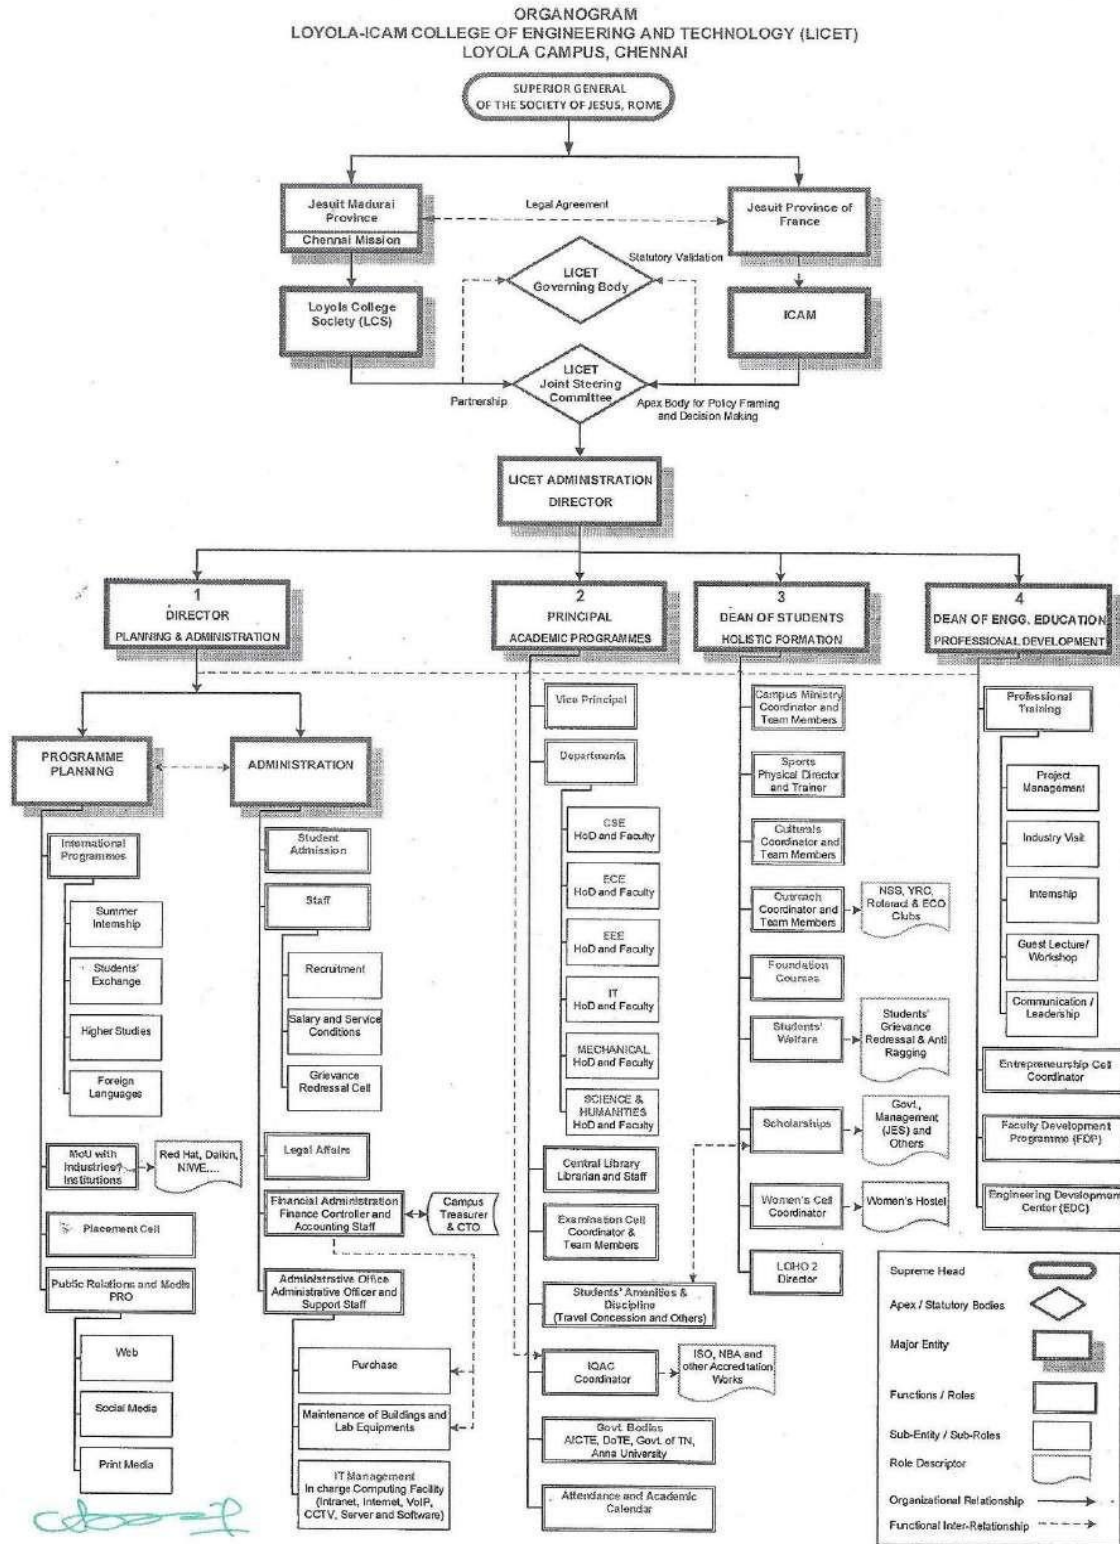 ORGANOGRAM
LOYOLA-ICAM COLLEGE OF ENGINEERING AND TECHNOLOGY (LICET)
LOYOLA CAMPUS, CHENNAI
SUPERIOR GENERAL
OF THE SOCIETY OF JESUS, ROME
Jesuit Madurai
Province
Chennai Mission
Legal Agreement
Jesuit Province of
France
LICET
Governing Body
Statutory Validation
Loyola College
Society (LCS)
ICAM
LICET
Joint Steering
Committee
Partnership
Apex Body for Policy Framing
and Decision Making
LICET ADMINISTRATION
DIRECTOR
1
DIRECTOR
PLANNING & ADMINISTRATION
2
PRINCIPAL
ACADEMIC PROGRAMMES
3
DEAN OF STUDENTS
HOLISTIC FORMATION
4
DEAN OF ENGG. EDUCATION
PROFESSIONAL DEVELOPMENT
PROGRAMME
PLANNING
International
Programmes
Summer
Internship
Students'
Exchange
Higher Studies
Foreign
Languages
MoU with
Industries/
Institutions
Red Hat, Daikin,
NIWE....
Placement Cell
Public Relations and Media
PRO
Web
Social Media
Print Media
ADMINISTRATION
Student
Admission
Staff
Recruitment
Salary and Service
Conditions
Grievance
Redressal Cell
Legal Affairs
Financial Administration
Finance Controller and
Accounting Staff
Campus
Treasurer
& CTO
Administrative Office
Administrative Officer and
Support Staff
Purchase
Maintenance of Buildings and
Lab Equipments
IT Management
In charge Computing Facility
(Intranet, Internet, VoIP,
CCTV, Server and Software)
Vice Principal
Departments
CSE
HoD and Faculty
ECE
HoD and Faculty
EEE
HoD and Faculty
IT
HoD and Faculty
MECHANICAL
HoD and Faculty
SCIENCE &
HUMANITIES
HoD and Faculty
Central Library
Librarian and Staff
Examination Cell
Coordinator &
Team Members
Students' Amenities &
Discipline
(Travel Concession and Others)
IQAC
Coordinator
ISO, NBA and
other Accreditation
Works
Govt. Bodies
AICTE, DoTE, Govt. of TN,
Anna University
Attendance and Academic
Calendar
Campus Ministry
Coordinator and
Team Members
Sports
Physical Director
and Trainer
Culturals
Coordinator and
Team Members
Outreach
Coordinator and
Team Members
NSS, YRC,
Rotaract & ECO
Clubs
Foundation
Courses
Students'
Welfare
Students'
Grievance
Redressal & Anti
Ragging
Scholarships
Govt.,
Management
(JES) and
Others
Women's Cell
Coordinator
Women's Hostel
LOHO 2
Director
Professional
Training
Project
Management
Industry Visit
Internship
Guest Lecture/
Workshop
Communication /
Leadership
Entrepreneurship Cell
Coordinator
Faculty Development
Programme (FDP)
Engineering Development
Center (EDC)
Supreme Head
Apex / Statutory Bodies
Major Entity
Functions / Roles
Sub-Entity / Sub-Roles
Role Descriptor
Organizational Relationship
Functional Inter-Relationship